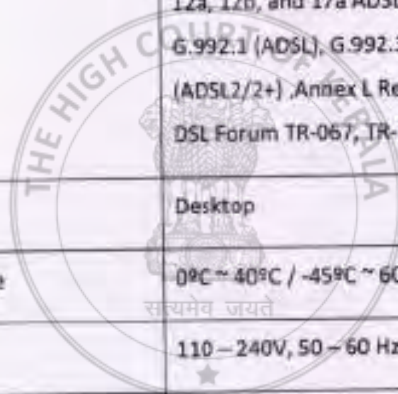 12a, 12b, and 17a ADSL
G.992.1 (ADSL), G.992.3
(ADSL2/2+) ,Annex L Re
DSL Forum TR-067, TR-
Desktop
0ºC ~ 40ºC / -45ºC ~ 60
110 – 240V, 50 – 60 Hz
THE HIGH COURT OF KERALA
सत्यमेव जयते